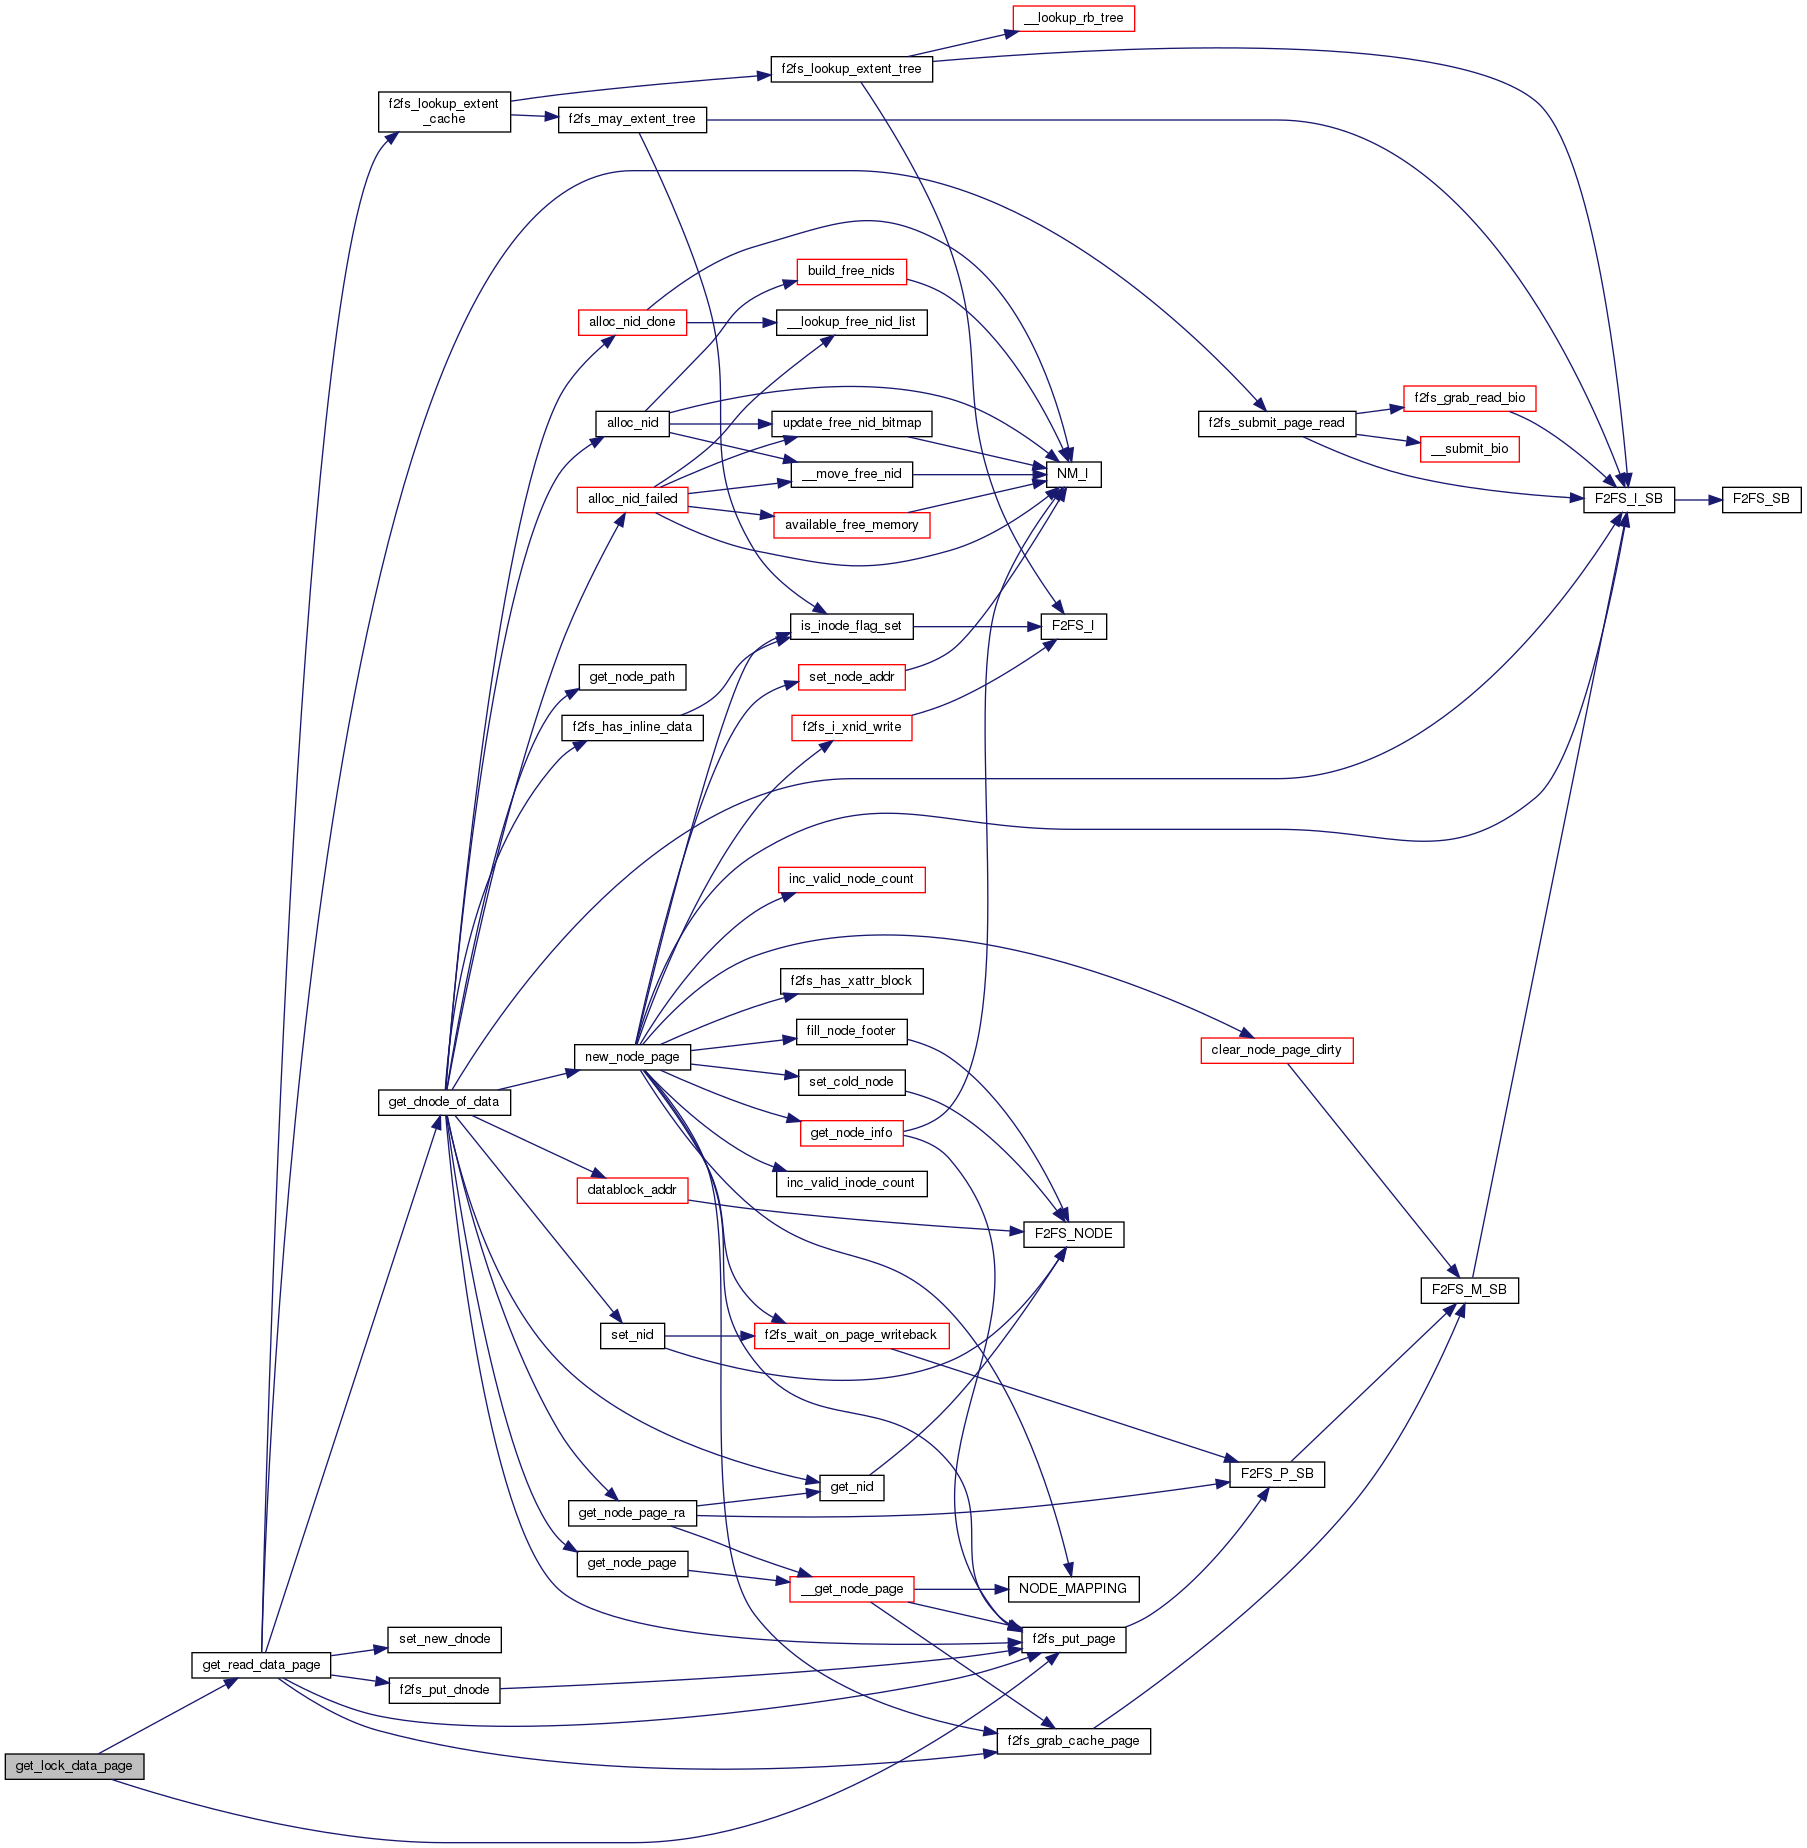 __lookup_rb_tree
f2fs_lookup_extent_tree
f2fs_lookup_extent
_cache
f2fs_may_extent_tree
build_free_nids
alloc_nid_done
__lookup_free_nid_list
f2fs_grab_read_bio
alloc_nid
update_free_nid_bitmap
f2fs_submit_page_read
__submit_bio
__move_free_nid
NM_I
alloc_nid_failed
F2FS_I_SB
F2FS_SB
available_free_memory
is_inode_flag_set
F2FS_I
get_node_path
set_node_addr
f2fs_has_inline_data
f2fs_i_xnid_write
inc_valid_node_count
f2fs_has_xattr_block
fill_node_footer
clear_node_page_dirty
new_node_page
set_cold_node
get_dnode_of_data
get_node_info
inc_valid_inode_count
datablock_addr
F2FS_NODE
F2FS_M_SB
set_nid
f2fs_wait_on_page_writeback
F2FS_P_SB
get_nid
get_node_page_ra
get_node_page
__get_node_page
NODE_MAPPING
set_new_dnode
f2fs_put_page
get_read_data_page
f2fs_put_dnode
f2fs_grab_cache_page
get_lock_data_page